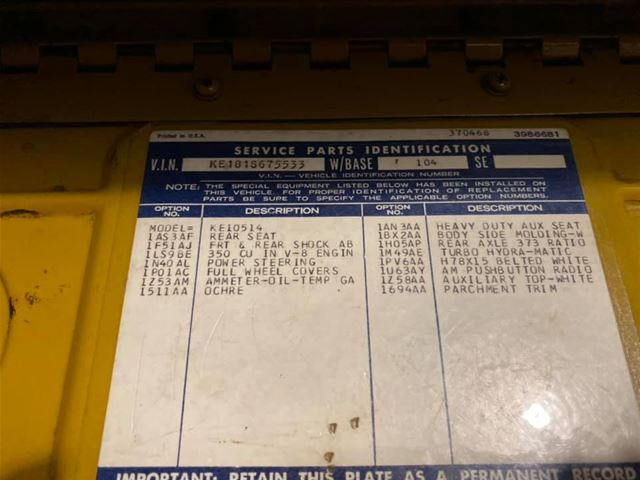 Printed in U.S.A. 370468 3986681
SERVICE PARTS IDENTIFICATION
V.I.N. KE181S675533 W/BASE 104 SE
V.I.N. — VEHICLE IDENTIFICATION NUMBER
NOTE: THE SPECIAL EQUIPMENT LISTED BELOW HAS BEEN INSTALLED ON
THIS VEHICLE. FOR PROPER IDENTIFICATION OF REPLACEMENT
PARTS BE SURE TO SPECIFY THE APPLICABLE OPTION NUMBERS.
OPTION NO. DESCRIPTION OPTION NO. DESCRIPTION
MODEL= KE10514 1AN3AA HEAVY DUTY AUX SEAT
1AS3AF REAR SEAT 1BX2AA BODY SIDE MOLDING-W
1F51AJ FRT & REAR SHOCK AB 1H05AP REAR AXLE 373 RATIO
1LS9BE 350 CU IN V-8 ENGIN 1M49AE TURBO HYDRA-MATIC
1N40AL POWER STEERING 1PV6AA H78X15 BELTED WHITE
1P01AC FULL WHEEL COVERS 1U63AY AM PUSHBUTTON RADIO
1Z53AM AMMETER-OIL-TEMP GA 1Z58AA AUXILIARY TOP-WHITE
1511AA OCHRE 1694AA PARCHMENT TRIM
IMPORTANT: RETAIN THIS PLATE AS A PERMANENT RECORD